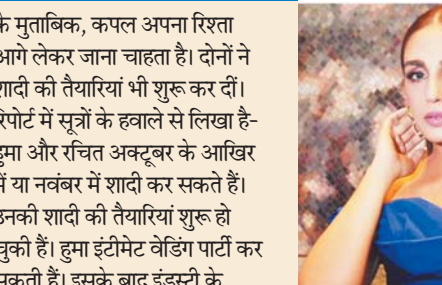 के मुताबिक, कपल अपना रिश्ता
आगे लेकर जाना चाहता है। दोनों ने
शादी की तैयारियां भी शुरू कर दीं।
रिपोर्ट में सूत्रों के हवाले से लिखा है-
हुमा और रचित अक्टूबर के आखिर
में या नवंबर में शादी कर सकते हैं।
उनकी शादी की तैयारियां शुरू हो
चुकी हैं। हुमा इंटीमेट वेडिंग पार्टी कर
सकती हैं। इसके बाद इंडस्ट्री के